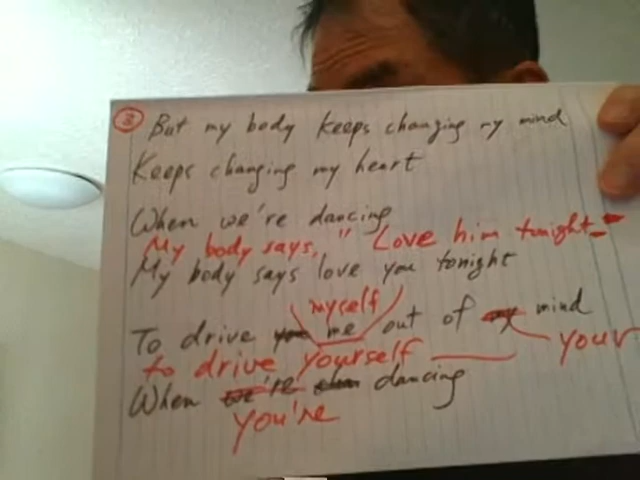 3 But my body keeps changing my mind
Keeps changing my heart
When we're dancing
My body says, " Love him tonight-"
My body says love you tonight
myself
To drive you me out of my mind
your
to drive yourself
When we're dancing
you're